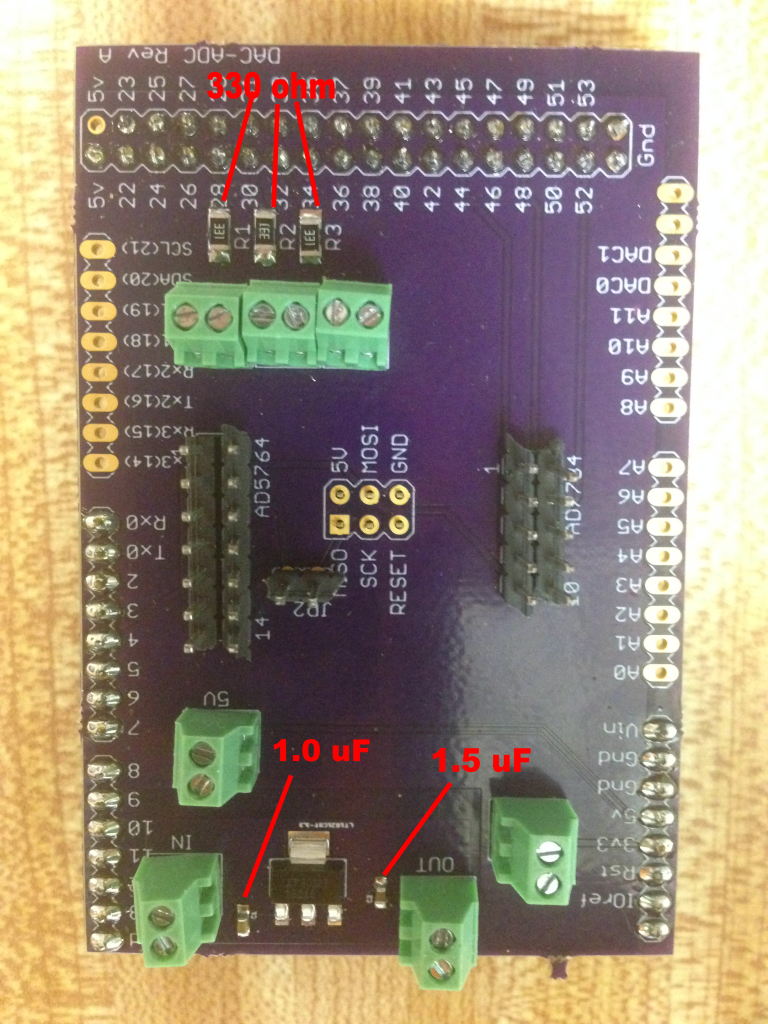 DAC-ADC Rev A
330 ohm
5v 23 25 27 37 39 41 43 45 47 49 51 53
Gnd
5v 22 24 26 28 30 32 34 36 38 40 42 44 46 48 50 52
331 331 331
R1 R2 R3
SCL(21)
SDA(20)
(19)
(18)
Rx2(17)
Tx2(16)
Rx3(15)
x3(14)
Rx0
Tx0
2
3
4
5
6
7
8
9
10
11
DAC1
DAC0
A11
A10
A9
A8
A7
A6
A5
A4
A3
A2
A1
A0
Vin
Gnd
Gnd
5v
3v3
Rst
IOref
AD5764
14
5V MOSI GND
SCK RESET
JP2
1
10
5V
1.0 uF
1.5 uF
IN
OUT